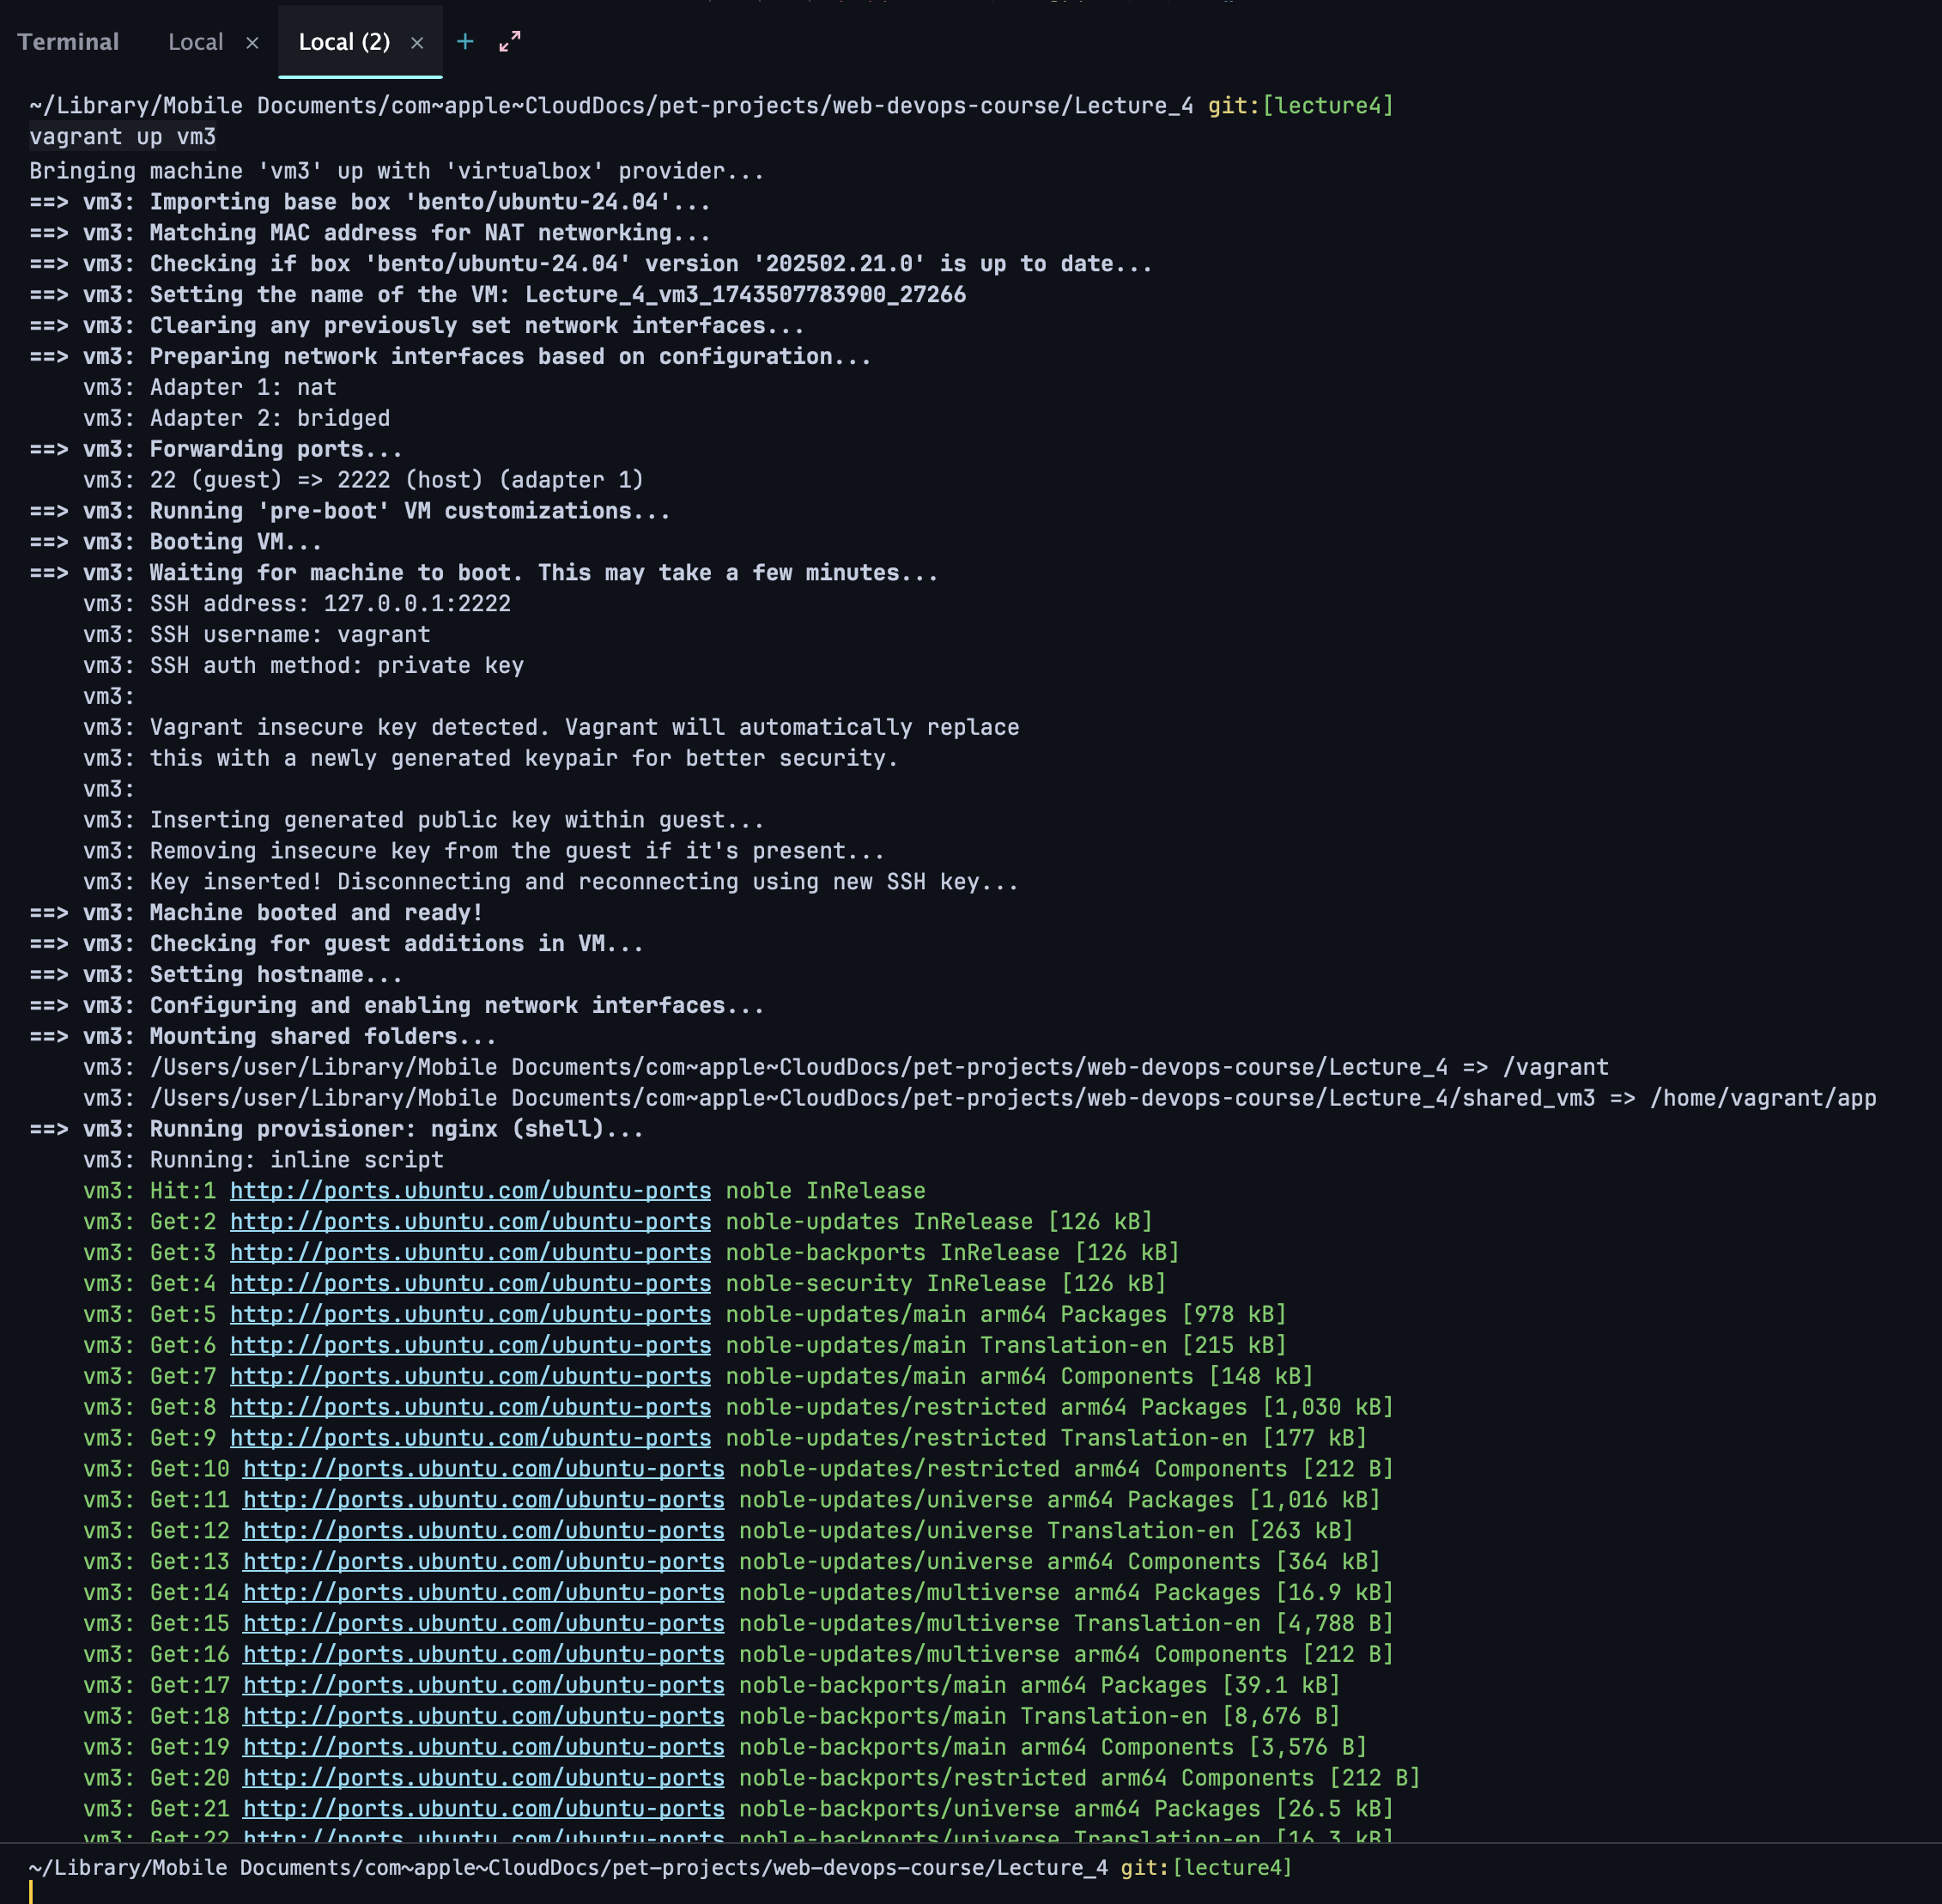 Terminal Local × Local (2) × +
~/Library/Mobile Documents/com~apple~CloudDocs/pet-projects/web-devops-course/Lecture_4 git:[lecture4]
vagrant up vm3
Bringing machine 'vm3' up with 'virtualbox' provider...
==> vm3: Importing base box 'bento/ubuntu-24.04'...
==> vm3: Matching MAC address for NAT networking...
==> vm3: Checking if box 'bento/ubuntu-24.04' version '202502.21.0' is up to date...
==> vm3: Setting the name of the VM: Lecture_4_vm3_1743507783900_27266
==> vm3: Clearing any previously set network interfaces...
==> vm3: Preparing network interfaces based on configuration...
    vm3: Adapter 1: nat
    vm3: Adapter 2: bridged
==> vm3: Forwarding ports...
    vm3: 22 (guest) => 2222 (host) (adapter 1)
==> vm3: Running 'pre-boot' VM customizations...
==> vm3: Booting VM...
==> vm3: Waiting for machine to boot. This may take a few minutes...
    vm3: SSH address: 127.0.0.1:2222
    vm3: SSH username: vagrant
    vm3: SSH auth method: private key
    vm3:
    vm3: Vagrant insecure key detected. Vagrant will automatically replace
    vm3: this with a newly generated keypair for better security.
    vm3:
    vm3: Inserting generated public key within guest...
    vm3: Removing insecure key from the guest if it's present...
    vm3: Key inserted! Disconnecting and reconnecting using new SSH key...
==> vm3: Machine booted and ready!
==> vm3: Checking for guest additions in VM...
==> vm3: Setting hostname...
==> vm3: Configuring and enabling network interfaces...
==> vm3: Mounting shared folders...
    vm3: /Users/user/Library/Mobile Documents/com~apple~CloudDocs/pet-projects/web-devops-course/Lecture_4 => /vagrant
    vm3: /Users/user/Library/Mobile Documents/com~apple~CloudDocs/pet-projects/web-devops-course/Lecture_4/shared_vm3 => /home/vagrant/app
==> vm3: Running provisioner: nginx (shell)...
    vm3: Running: inline script
    vm3: Hit:1 http://ports.ubuntu.com/ubuntu-ports noble InRelease
    vm3: Get:2 http://ports.ubuntu.com/ubuntu-ports noble-updates InRelease [126 kB]
    vm3: Get:3 http://ports.ubuntu.com/ubuntu-ports noble-backports InRelease [126 kB]
    vm3: Get:4 http://ports.ubuntu.com/ubuntu-ports noble-security InRelease [126 kB]
    vm3: Get:5 http://ports.ubuntu.com/ubuntu-ports noble-updates/main arm64 Packages [978 kB]
    vm3: Get:6 http://ports.ubuntu.com/ubuntu-ports noble-updates/main Translation-en [215 kB]
    vm3: Get:7 http://ports.ubuntu.com/ubuntu-ports noble-updates/main arm64 Components [148 kB]
    vm3: Get:8 http://ports.ubuntu.com/ubuntu-ports noble-updates/restricted arm64 Packages [1,030 kB]
    vm3: Get:9 http://ports.ubuntu.com/ubuntu-ports noble-updates/restricted Translation-en [177 kB]
    vm3: Get:10 http://ports.ubuntu.com/ubuntu-ports noble-updates/restricted arm64 Components [212 B]
    vm3: Get:11 http://ports.ubuntu.com/ubuntu-ports noble-updates/universe arm64 Packages [1,016 kB]
    vm3: Get:12 http://ports.ubuntu.com/ubuntu-ports noble-updates/universe Translation-en [263 kB]
    vm3: Get:13 http://ports.ubuntu.com/ubuntu-ports noble-updates/universe arm64 Components [364 kB]
    vm3: Get:14 http://ports.ubuntu.com/ubuntu-ports noble-updates/multiverse arm64 Packages [16.9 kB]
    vm3: Get:15 http://ports.ubuntu.com/ubuntu-ports noble-updates/multiverse Translation-en [4,788 B]
    vm3: Get:16 http://ports.ubuntu.com/ubuntu-ports noble-updates/multiverse arm64 Components [212 B]
    vm3: Get:17 http://ports.ubuntu.com/ubuntu-ports noble-backports/main arm64 Packages [39.1 kB]
    vm3: Get:18 http://ports.ubuntu.com/ubuntu-ports noble-backports/main Translation-en [8,676 B]
    vm3: Get:19 http://ports.ubuntu.com/ubuntu-ports noble-backports/main arm64 Components [3,576 B]
    vm3: Get:20 http://ports.ubuntu.com/ubuntu-ports noble-backports/restricted arm64 Components [212 B]
    vm3: Get:21 http://ports.ubuntu.com/ubuntu-ports noble-backports/universe arm64 Packages [26.5 kB]
    vm3: Get:22 http://ports.ubuntu.com/ubuntu-ports noble-backports/universe Translation-en [16.3 kB]
~/Library/Mobile Documents/com~apple~CloudDocs/pet-projects/web-devops-course/Lecture_4 git:[lecture4]